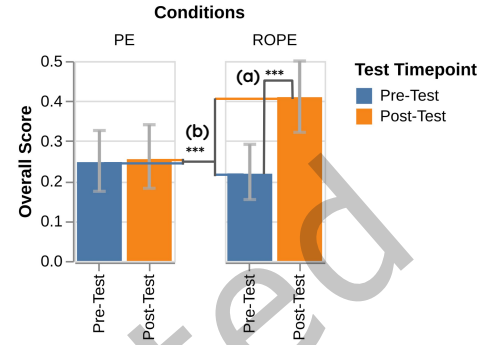 Conditions
PE
ROPE
Overall Score
0.5
0.4
0.3
0.2
0.1
0.0
(a) ***
(b)
***
Pre-Test
Post-Test
Pre-Test
Post-Test
Test Timepoint
Pre-Test
Post-Test
ted